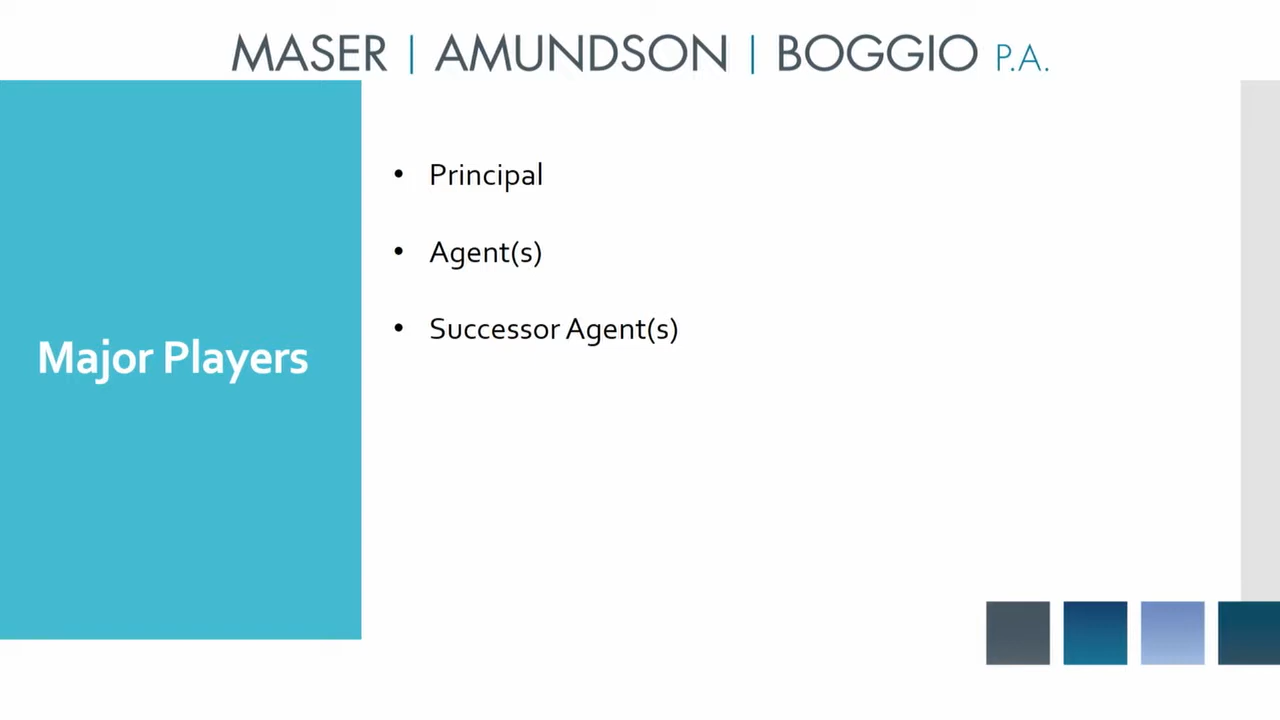 MASER | AMUNDSON | BOGGIO P.A.
Major Players
• Principal
• Agent(s)
• Successor Agent(s)